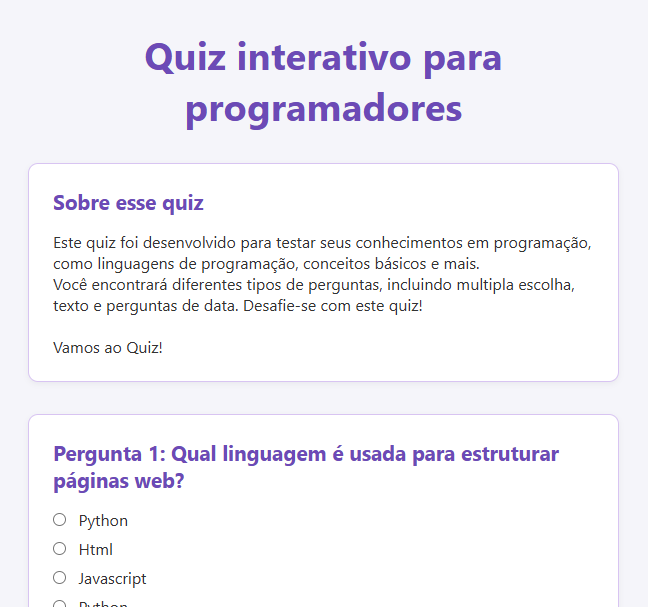 Quiz interativo para
programadores
Sobre esse quiz
Este quiz foi desenvolvido para testar seus conhecimentos em programação,
como linguagens de programação, conceitos básicos e mais.
Você encontrará diferentes tipos de perguntas, incluindo multipla escolha,
texto e perguntas de data. Desafie-se com este quiz!
Vamos ao Quiz!
Pergunta 1: Qual linguagem é usada para estruturar
páginas web?
Python
Html
Javascript
Python